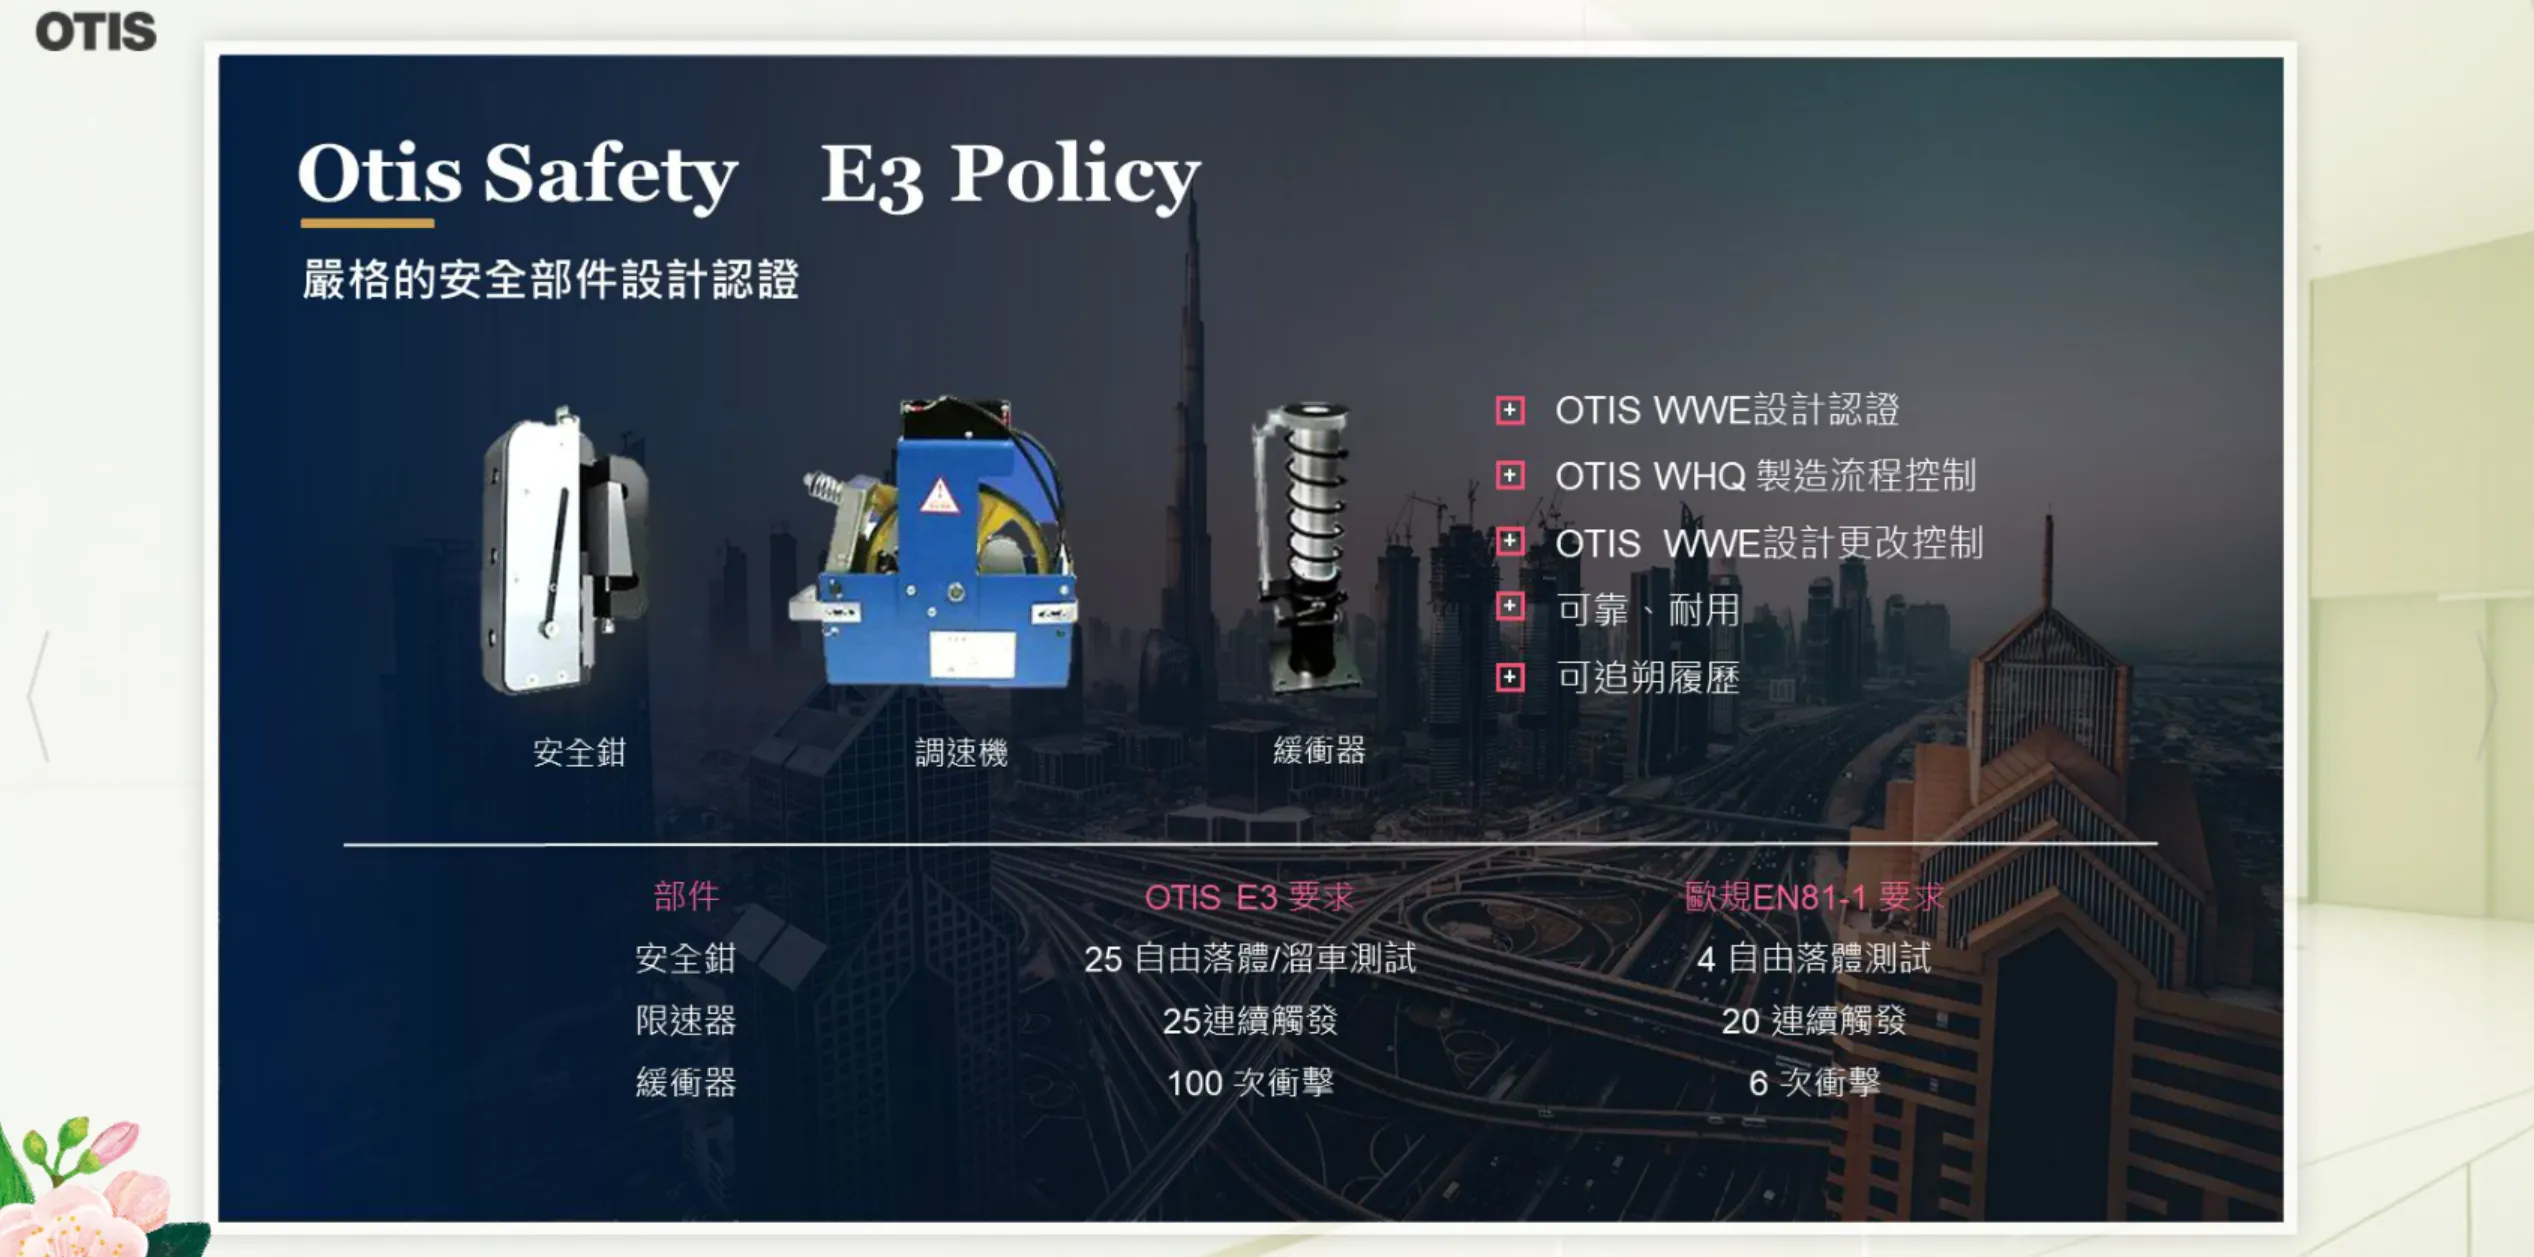 OTIS
Otis Safety E3 Policy
嚴格的安全部件設計認證
OTIS WWE設計認證
OTIS WHQ 製造流程控制
OTIS WWE設計更改控制
可靠、耐用
可追朔履歷
安全鉗
調速機
緩衝器
部件 OTIS E3 要求 歐規EN81-1 要求
安全鉗 25 自由落體/溜車測試 4 自由落體測試
限速器 25連續觸發 20 連續觸發
緩衝器 100 次衝擊 6 次衝擊